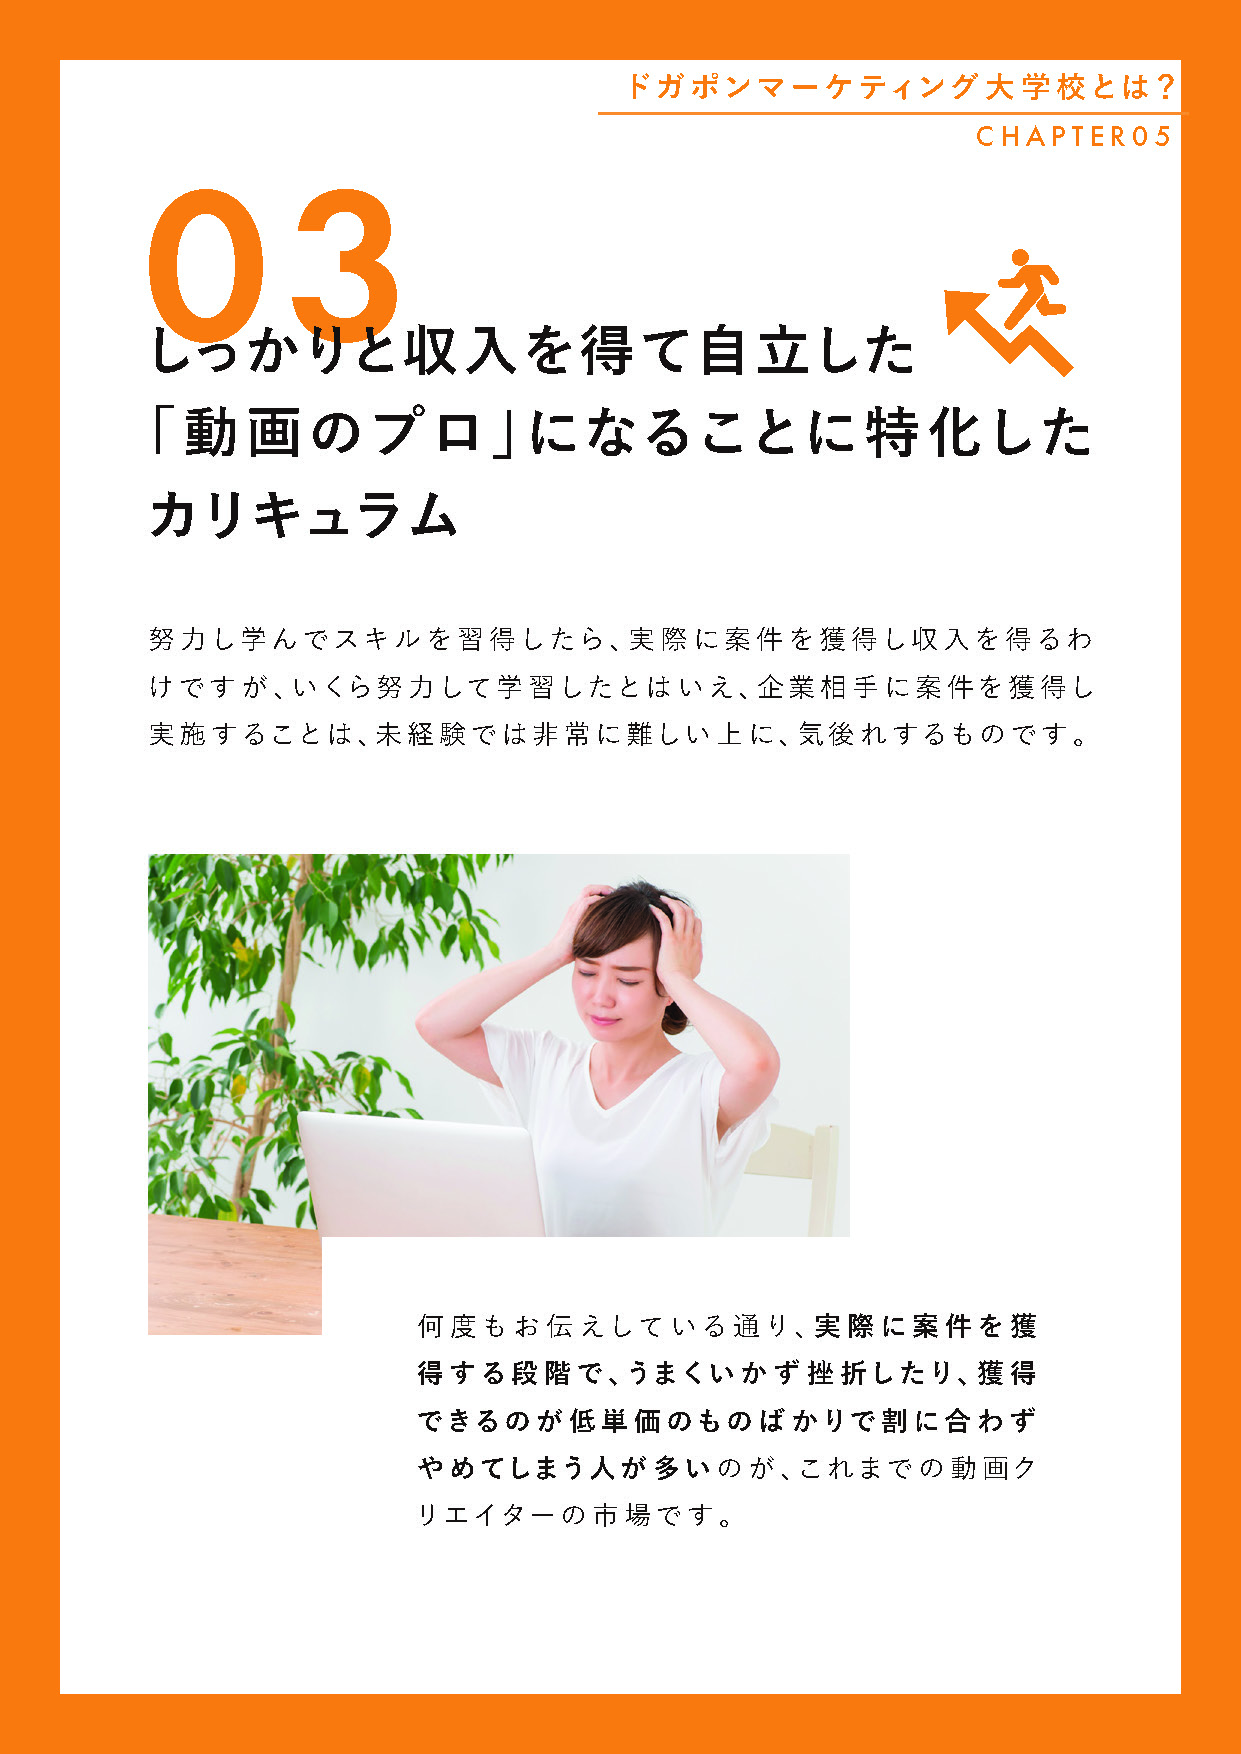 ドガポンマーケティング大学校とは？
CHAPTER05
03
しっかりと収入を得て自立した
「動画のプロ」になることに特化した
カリキュラム
努力し学んでスキルを習得したら、実際に案件を獲得し収入を得るわ
けですが、いくら努力して学習したとはいえ、企業相手に案件を獲得し
実施することは、未経験では非常に難しい上に、気後れするものです。
何度もお伝えしている通り、実際に案件を獲
得する段階で、うまくいかず挫折したり、獲得
できるのが低単価のものばかりで割に合わず
やめてしまう人が多いのが、これまでの動画ク
リエイターの市場です。